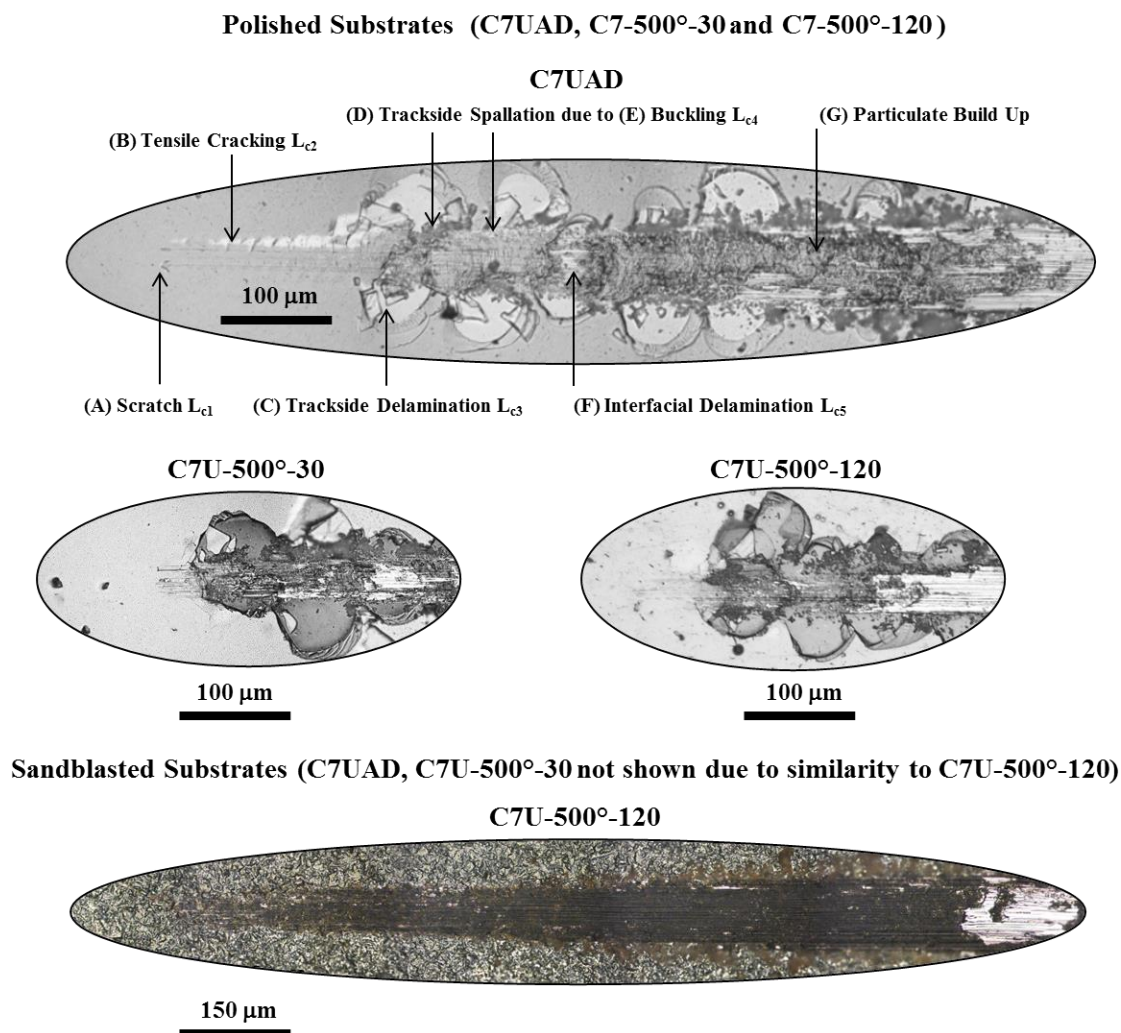 Polished Substrates (C7UAD, C7-500°-30 and C7-500°-120)
C7UAD
(D) Trackside Spallation due to (E) Buckling Lc4
(G) Particulate Build Up
(B) Tensile Cracking Lc2
100 μm
(A) Scratch Lc1
(C) Trackside Delamination Lc3
(F) Interfacial Delamination Lc5
C7U-500°-30
C7U-500°-120
100 μm
100 μm
Sandblasted Substrates (C7UAD, C7U-500°-30 not shown due to similarity to C7U-500°-120)
C7U-500°-120
150 μm